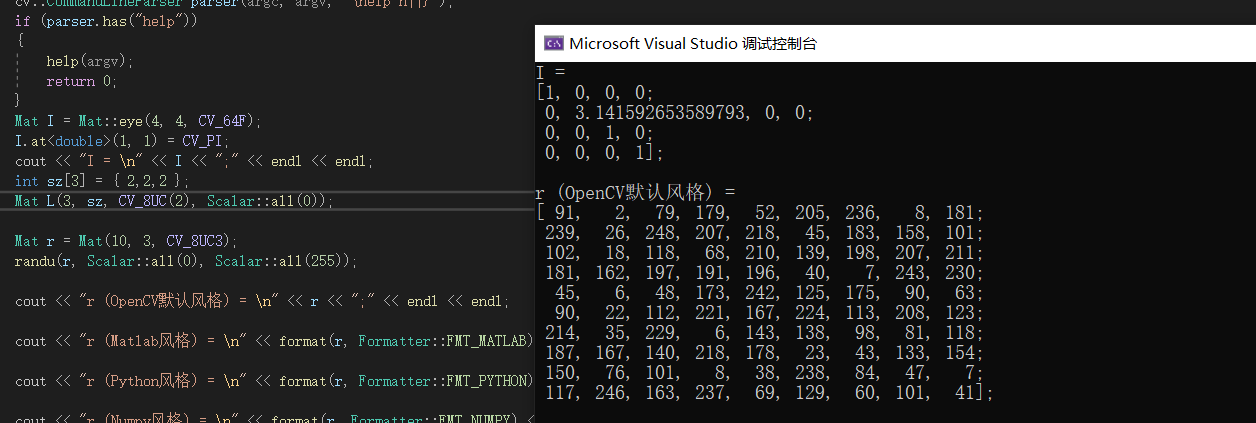 cv::CommandLineParser parser(argc, argv,
if (parser.has("help"))
{
help(argv);
return 0;
}
Mat I = Mat::eye(4, 4, CV_64F);
I.at<double>(1, 1) = CV_PI;
cout << "I = \n" << I << ";" << endl << endl;
int sz[3] = { 2,2,2 };
Mat L(3, sz, CV_8UC(2), Scalar::all(0));
Mat r = Mat(10, 3, CV_8UC3);
randu(r, Scalar::all(0), Scalar::all(255));
cout << "r (OpenCV默认风格) = \n" << r << ";" << endl << endl;
cout << "r (Matlab风格) = \n" << format(r, Formatter::FMT_MATLAB)
cout << "r (Python风格) = \n" << format(r, Formatter::FMT_PYTHON)
cout << "r (Numpy风格) = \n" << format(r, Formatter::FMT_NUMPY) <
Microsoft Visual Studio 调试控制台
I =
[1, 0, 0, 0;
0, 3.141592653589793, 0, 0;
0, 0, 1, 0;
0, 0, 0, 1];
r (OpenCV默认风格) =
[ 91,   2,  79, 179,  52, 205, 236,   8, 181;
239,  26, 248, 207, 218,  45, 183, 158, 101;
102,  18, 118,  68, 210, 139, 198, 207, 211;
181, 162, 197, 191, 196,  40,   7, 243, 230;
45,   6,  48, 173, 242, 125, 175,  90,  63;
90,  22, 112, 221, 167, 224, 113, 208, 123;
214,  35, 229,   6, 143, 138,  98,  81, 118;
187, 167, 140, 218, 178,  23,  43, 133, 154;
150,  76, 101,   8,  38, 238,  84,  47,   7;
117, 246, 163, 237,  69, 129,  60, 101,  41];